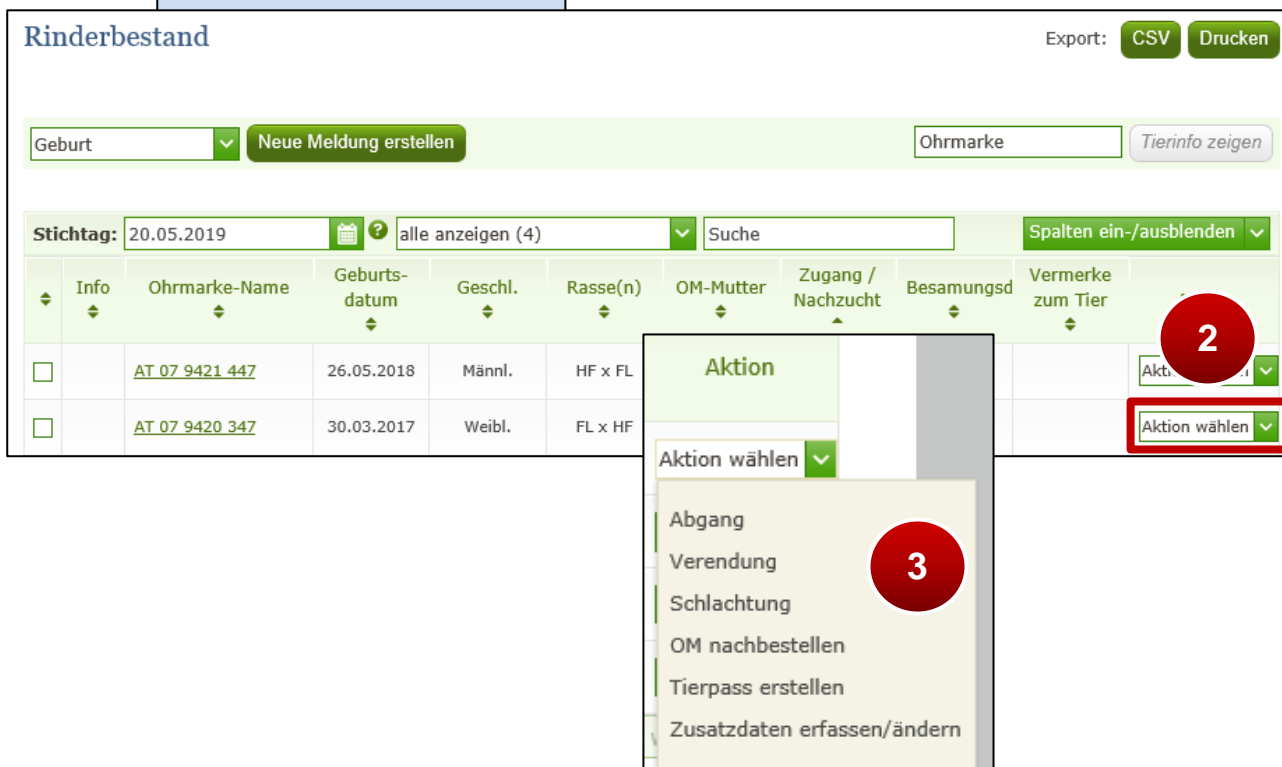 Rinderbestand
Export: CSV Drucken
Geburt Neue Meldung erstellen Ohrmarke Tierinfo zeigen
Stichtag: 20.05.2019 ? alle anzeigen (4) Suche Spalten ein-/ausblenden
Info Ohrmarke-Name Geburts-datum Geschl. Rasse(n) OM-Mutter Zugang / Nachzucht Besamungsd Vermerke zum Tier
2
AT 07 9421 447 26.05.2018 Männl. HF x FL
AT 07 9420 347 30.03.2017 Weibl. FL x HF Aktion wählen
Aktion
Aktion wählen
Abgang
Verendung
Schlachtung
OM nachbestellen
Tierpass erstellen
Zusatzdaten erfassen/ändern
3